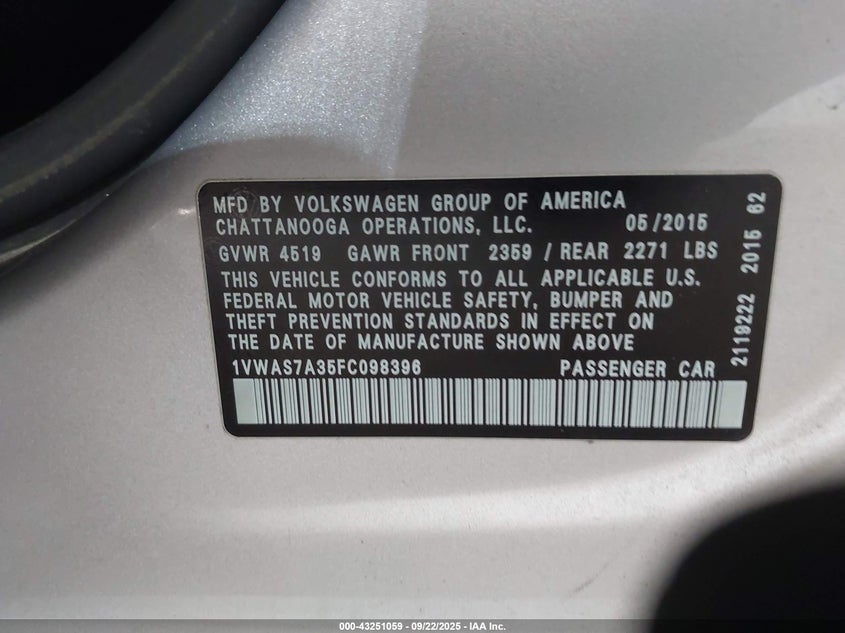 MFD BY VOLKSWAGEN GROUP OF AMERICA
CHATTANOOGA OPERATIONS, LLC. 05/2015
GVWR 4519 GAWR FRONT 2359 / REAR 2271 LBS
THIS VEHICLE CONFORMS TO ALL APPLICABLE U.S.
FEDERAL MOTOR VEHICLE SAFETY, BUMPER AND
THEFT PREVENTION STANDARDS IN EFFECT ON
THE DATE OF MANUFACTURE SHOWN ABOVE
1VWAS7A35FC098396 PASSENGER CAR
2119222 2015 62
000-43251059 - 09/22/2025 - IAA Inc.